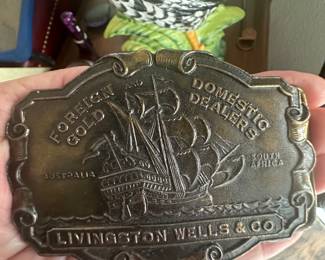 FOREIGN AND DOMESTIC
GOLD DEALERS
AUSTRALIA
SOUTH
AFRICA
LIVINGSTON WELLS & CO